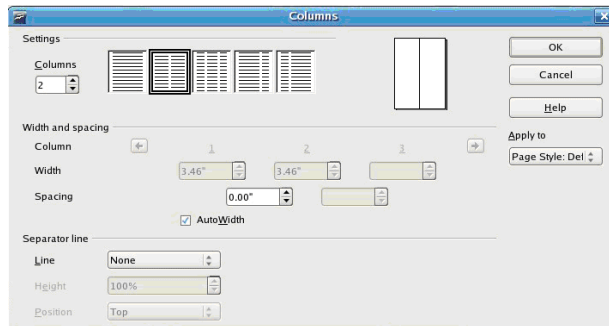 Columns
Settings
OK
Columns
2
Cancel
Help
Width and spacing
Apply to
Column 1 2 3
Page Style: Def
Width 3.46" 3.46"
Spacing 0.00"
AutoWidth
Separator line
Line None
Height 100%
Position Top